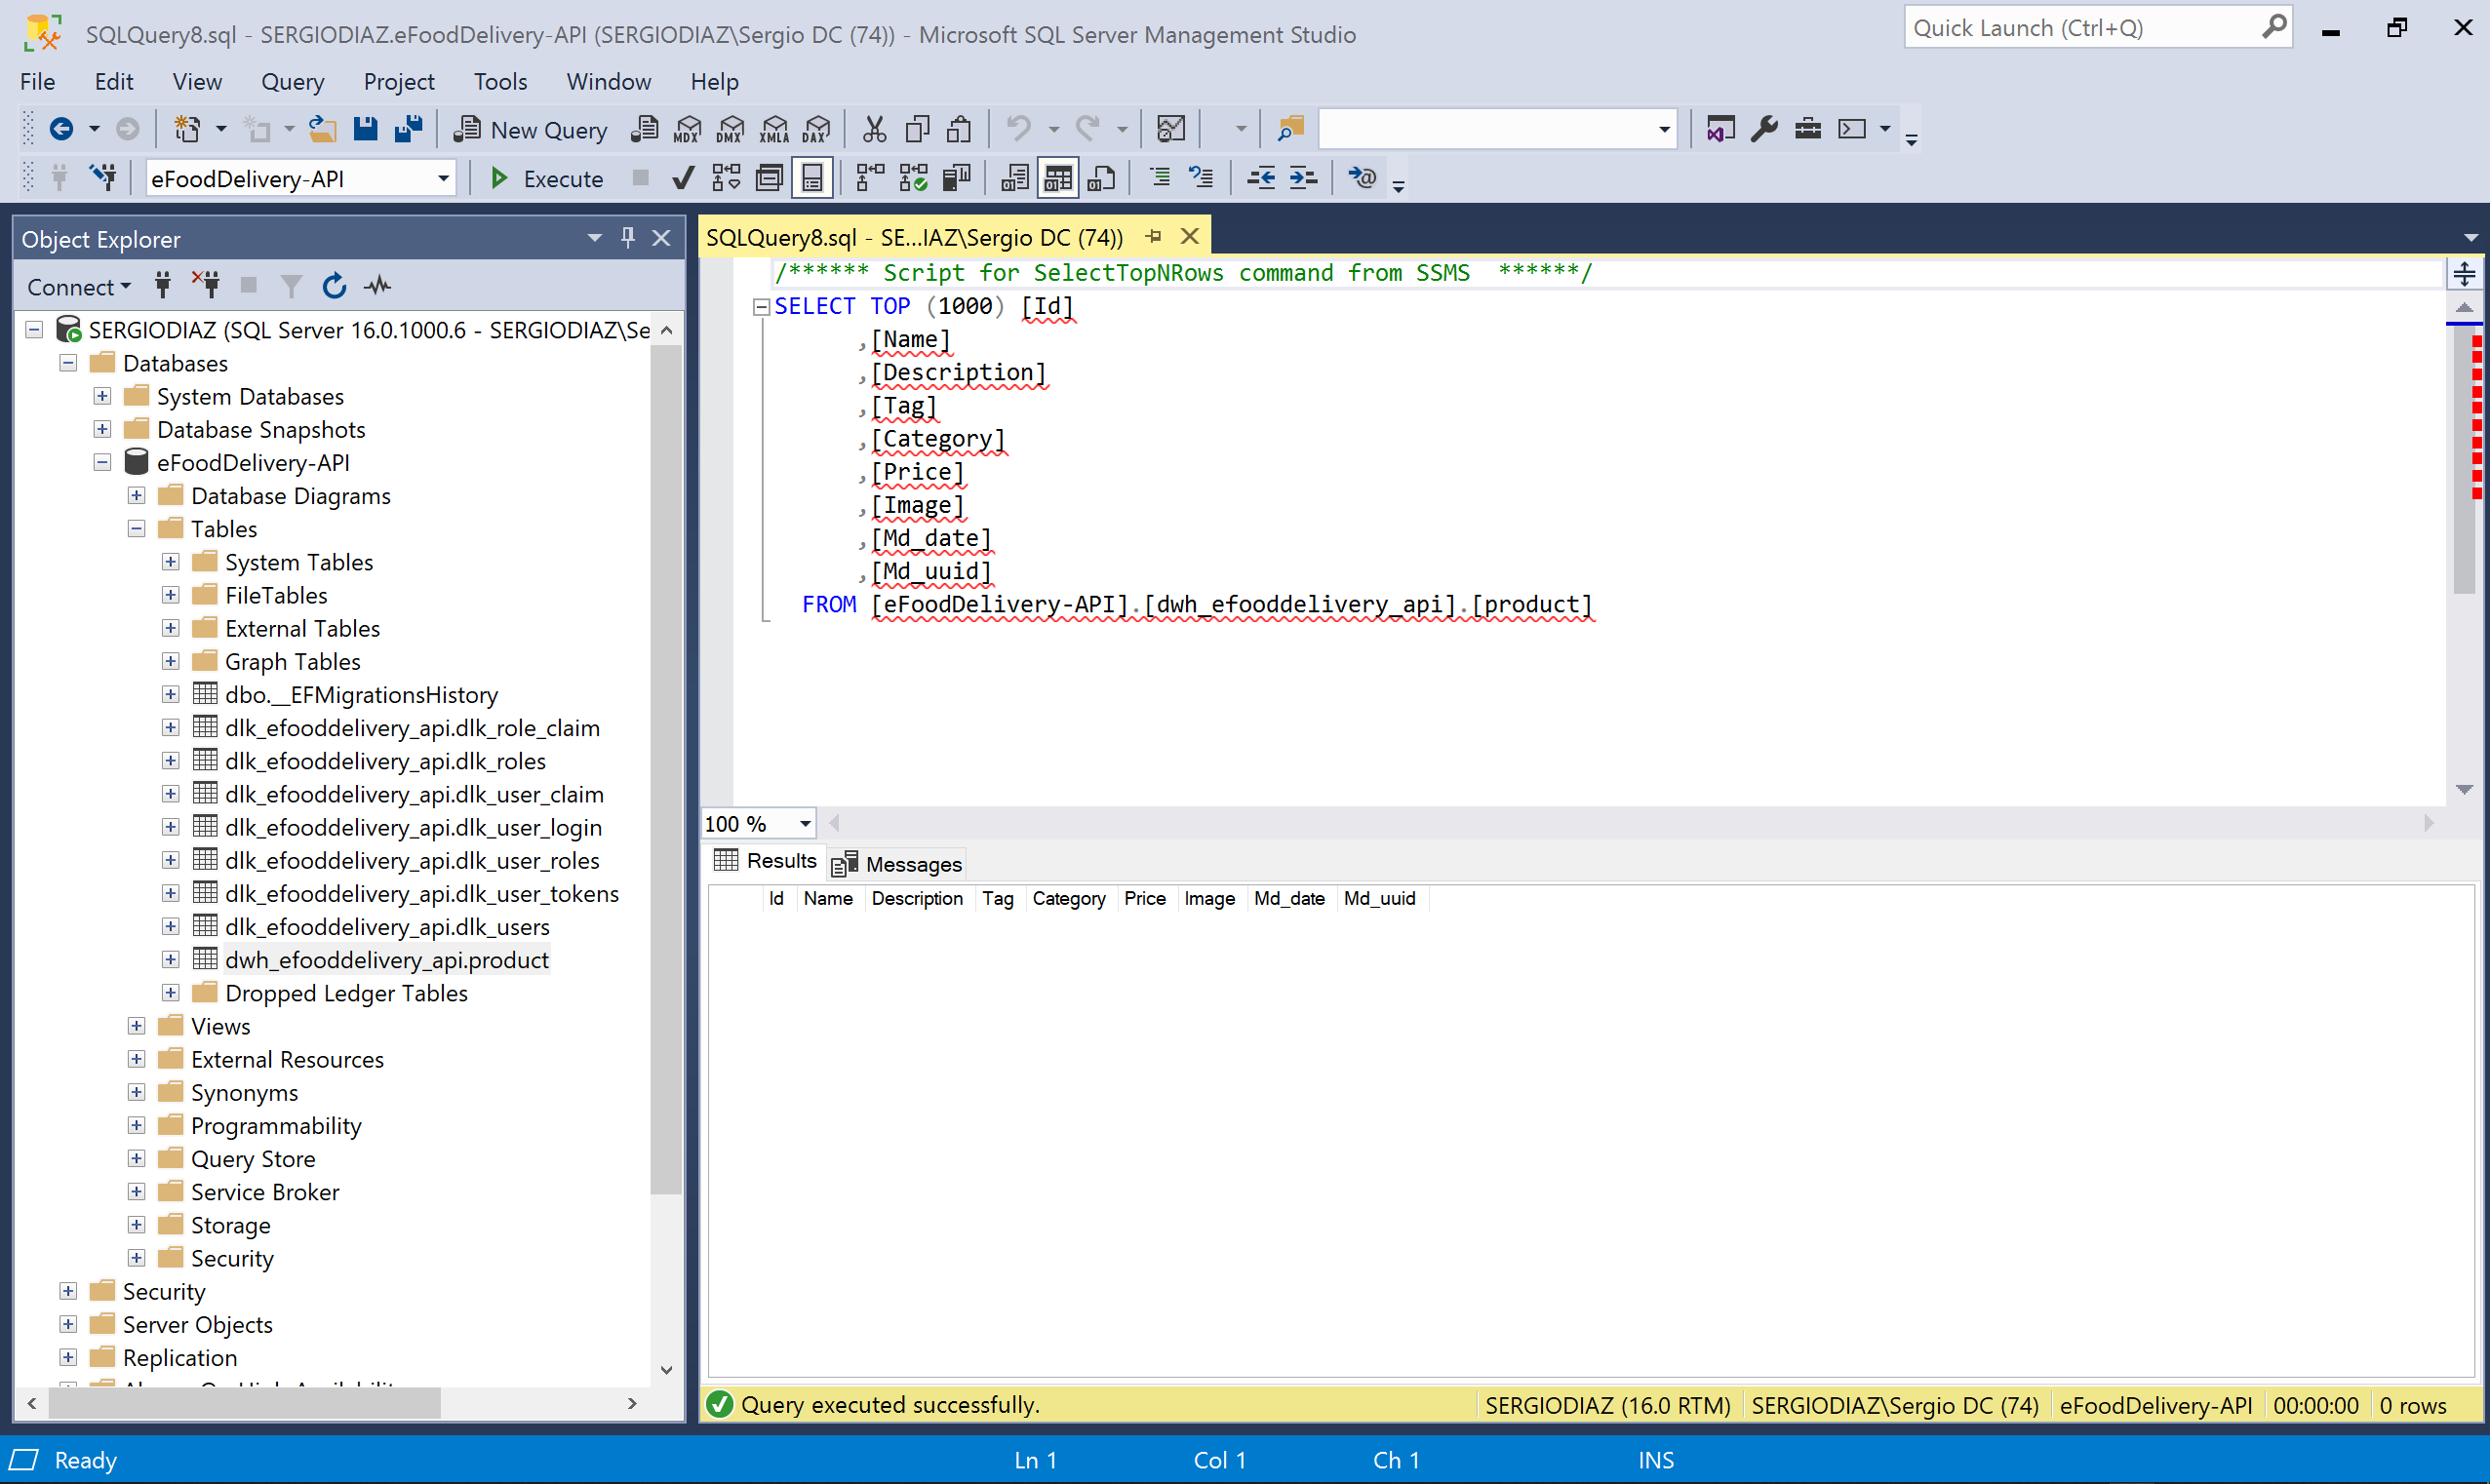 SQLQuery8.sql - SERGIODIAZ.eFoodDelivery-API (SERGIODIAZ\Sergio DC (74)) - Microsoft SQL Server Management Studio
Quick Launch (Ctrl+Q)
File Edit View Query Project Tools Window Help
New Query MDX DMX XMLA DAX
eFoodDelivery-API Execute
Object Explorer
Connect
SERGIODIAZ (SQL Server 16.0.1000.6 - SERGIODIAZ\Se
Databases
System Databases
Database Snapshots
eFoodDelivery-API
Database Diagrams
Tables
System Tables
FileTables
External Tables
Graph Tables
dbo.__EFMigrationsHistory
dlk_efooddelivery_api.dlk_role_claim
dlk_efooddelivery_api.dlk_roles
dlk_efooddelivery_api.dlk_user_claim
dlk_efooddelivery_api.dlk_user_login
dlk_efooddelivery_api.dlk_user_roles
dlk_efooddelivery_api.dlk_user_tokens
dlk_efooddelivery_api.dlk_users
dwh_efooddelivery_api.product
Dropped Ledger Tables
Views
External Resources
Synonyms
Programmability
Query Store
Service Broker
Storage
Security
Security
Server Objects
Replication
SQLQuery8.sql - SE...IAZ\Sergio DC (74))
/****** Script for SelectTopNRows command from SSMS  ******/
SELECT TOP (1000) [Id]
,[Name]
,[Description]
,[Tag]
,[Category]
,[Price]
,[Image]
,[Md_date]
,[Md_uuid]
FROM [eFoodDelivery-API].[dwh_efooddelivery_api].[product]
100 %
Results Messages
Id Name Description Tag Category Price Image Md_date Md_uuid
Query executed successfully. SERGIODIAZ (16.0 RTM) SERGIODIAZ\Sergio DC (74) eFoodDelivery-API 00:00:00 0 rows
Ready Ln 1 Col 1 Ch 1 INS